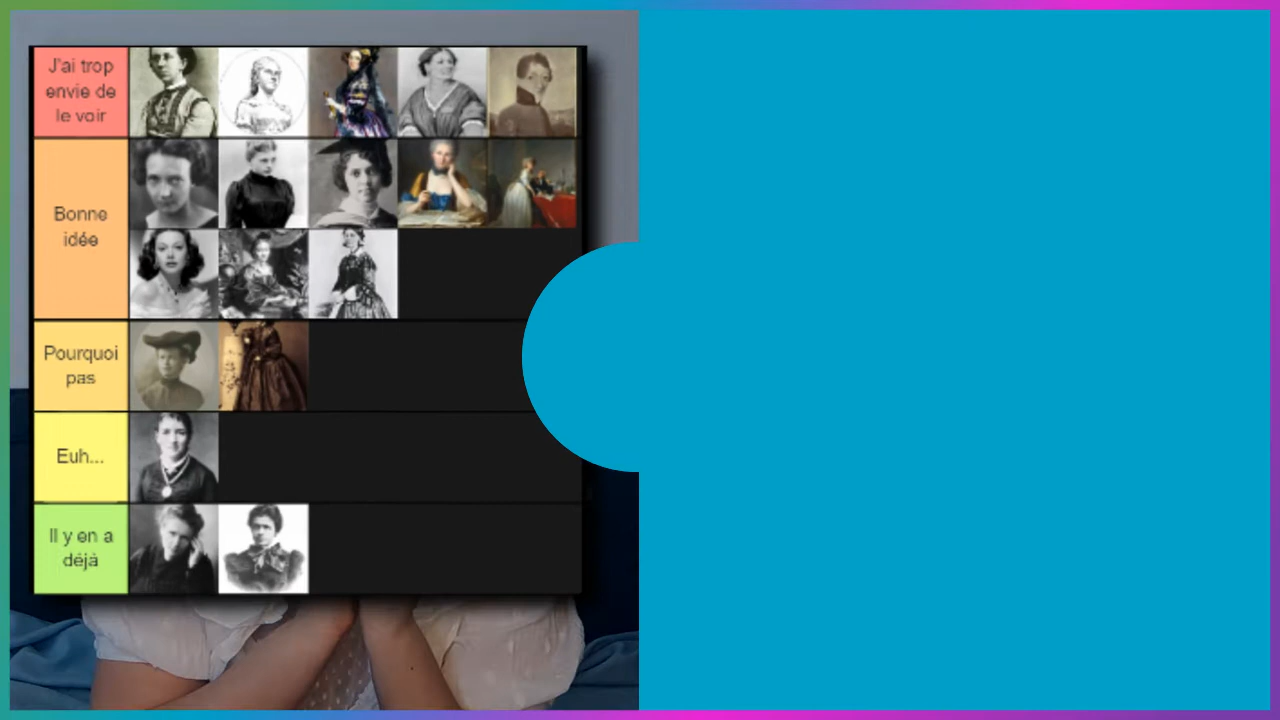 J'ai trop
envie de
le voir
Bonne
idée
Pourquoi
pas
Euh...
Il y en a
déjà